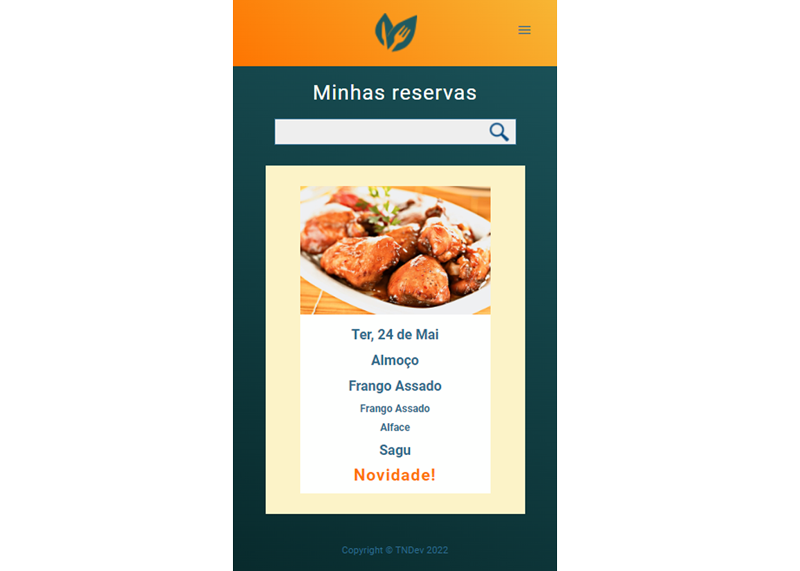 Minhas reservas
Ter, 24 de Mai
Almoço
Frango Assado
Frango Assado
Alface
Sagu
Novidade!
Copyright © TNDev 2022